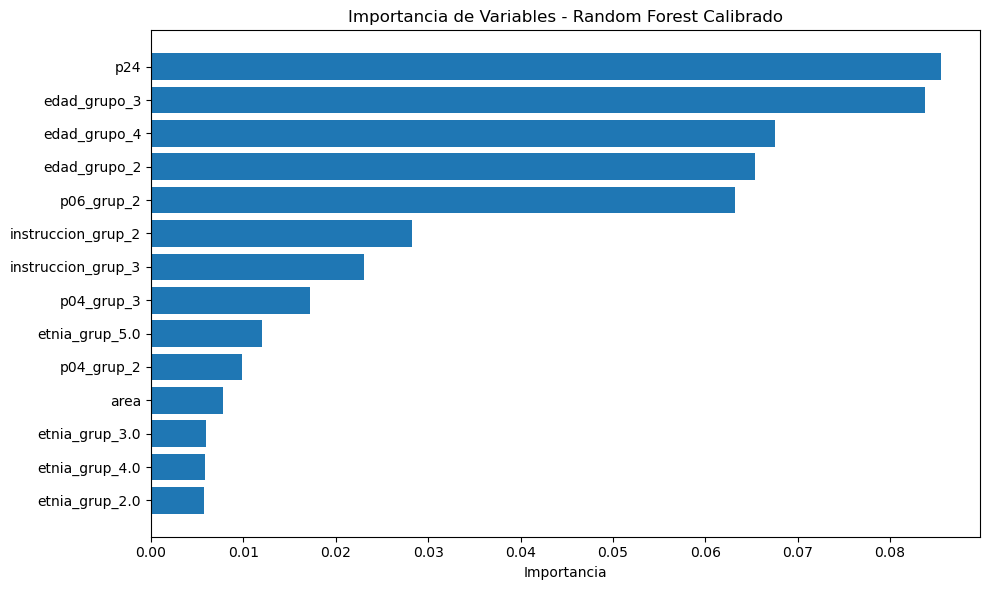 Importancia de Variables - Random Forest Calibrado
p24
edad_grupo_3
edad_grupo_4
edad_grupo_2
p06_grup_2
instruccion_grup_2
instruccion_grup_3
p04_grup_3
etnia_grup_5.0
p04_grup_2
area
etnia_grup_3.0
etnia_grup_4.0
etnia_grup_2.0
0.00 0.01 0.02 0.03 0.04 0.05 0.06 0.07 0.08
Importancia